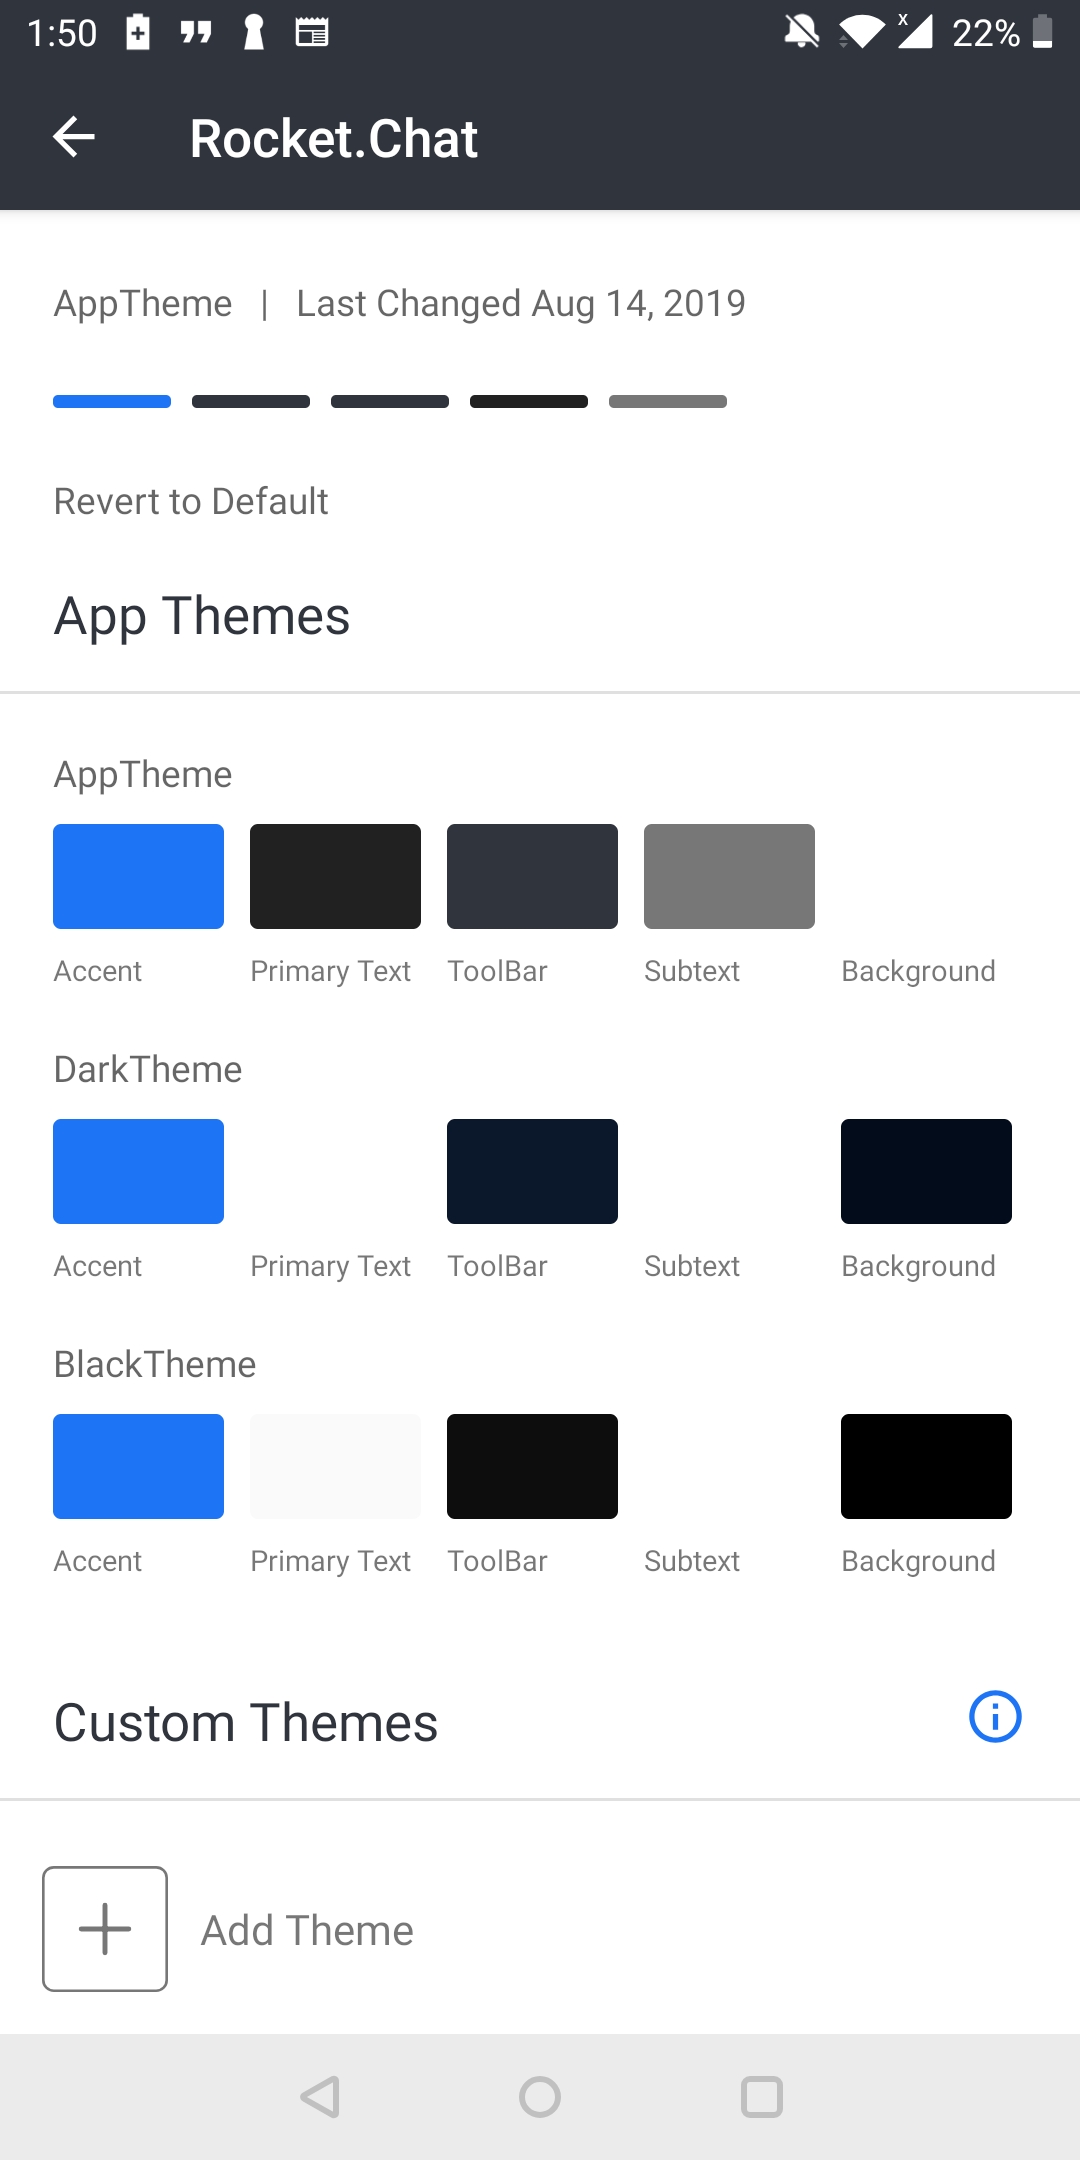 1:50 22%
Rocket.Chat
AppTheme | Last Changed Aug 14, 2019
Revert to Default
App Themes
AppTheme
Accent Primary Text ToolBar Subtext Background
DarkTheme
Accent Primary Text ToolBar Subtext Background
BlackTheme
Accent Primary Text ToolBar Subtext Background
Custom Themes
Add Theme